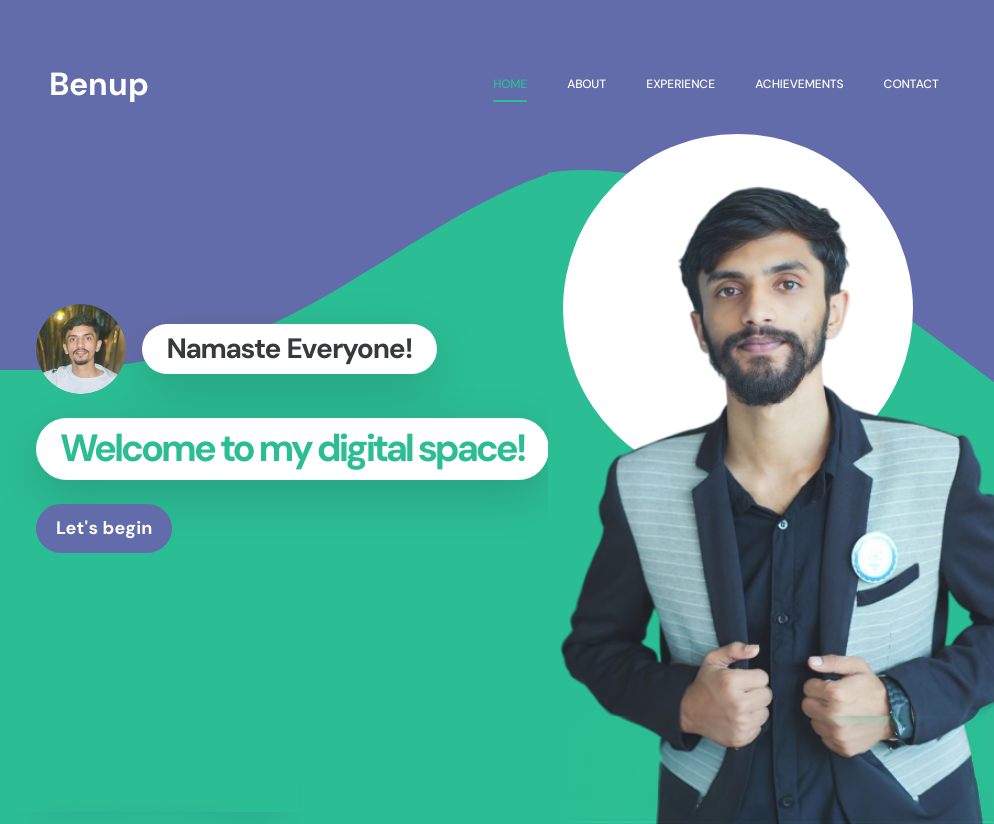 Benup
HOME ABOUT EXPERIENCE ACHIEVEMENTS CONTACT
Namaste Everyone!
Welcome to my digital space!
Let's begin